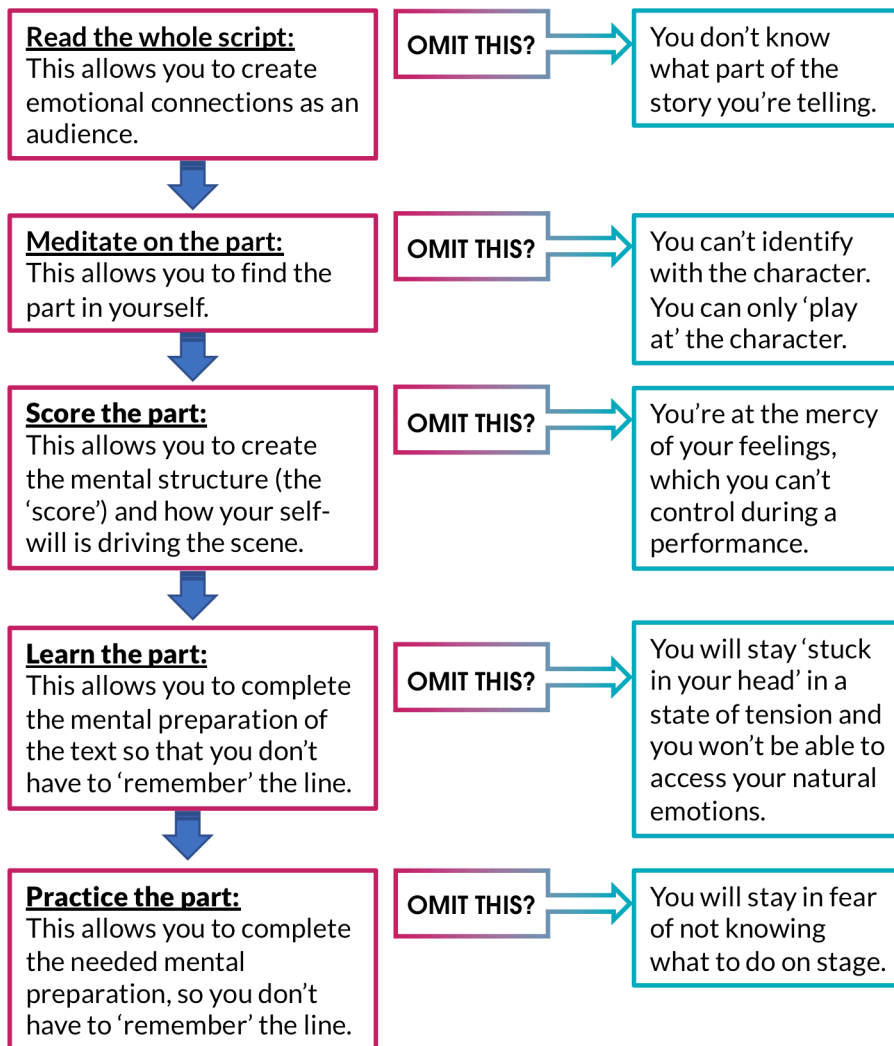 Read the whole script:
This allows you to create
emotional connections as an
audience.
OMIT THIS?
You don’t know
what part of the
story you’re telling.
Meditate on the part:
This allows you to find the
part in yourself.
OMIT THIS?
You can’t identify
with the character.
You can only ‘play
at’ the character.
Score the part:
This allows you to create
the mental structure (the
‘score’) and how your self-
will is driving the scene.
OMIT THIS?
You’re at the mercy
of your feelings,
which you can’t
control during a
performance.
Learn the part:
This allows you to complete
the mental preparation of
the text so that you don’t
have to ‘remember’ the line.
OMIT THIS?
You will stay ‘stuck
in your head’ in a
state of tension and
you won’t be able to
access your natural
emotions.
Practice the part:
This allows you to complete
the needed mental
preparation, so you don’t
have to ‘remember’ the line.
OMIT THIS?
You will stay in fear
of not knowing
what to do on stage.